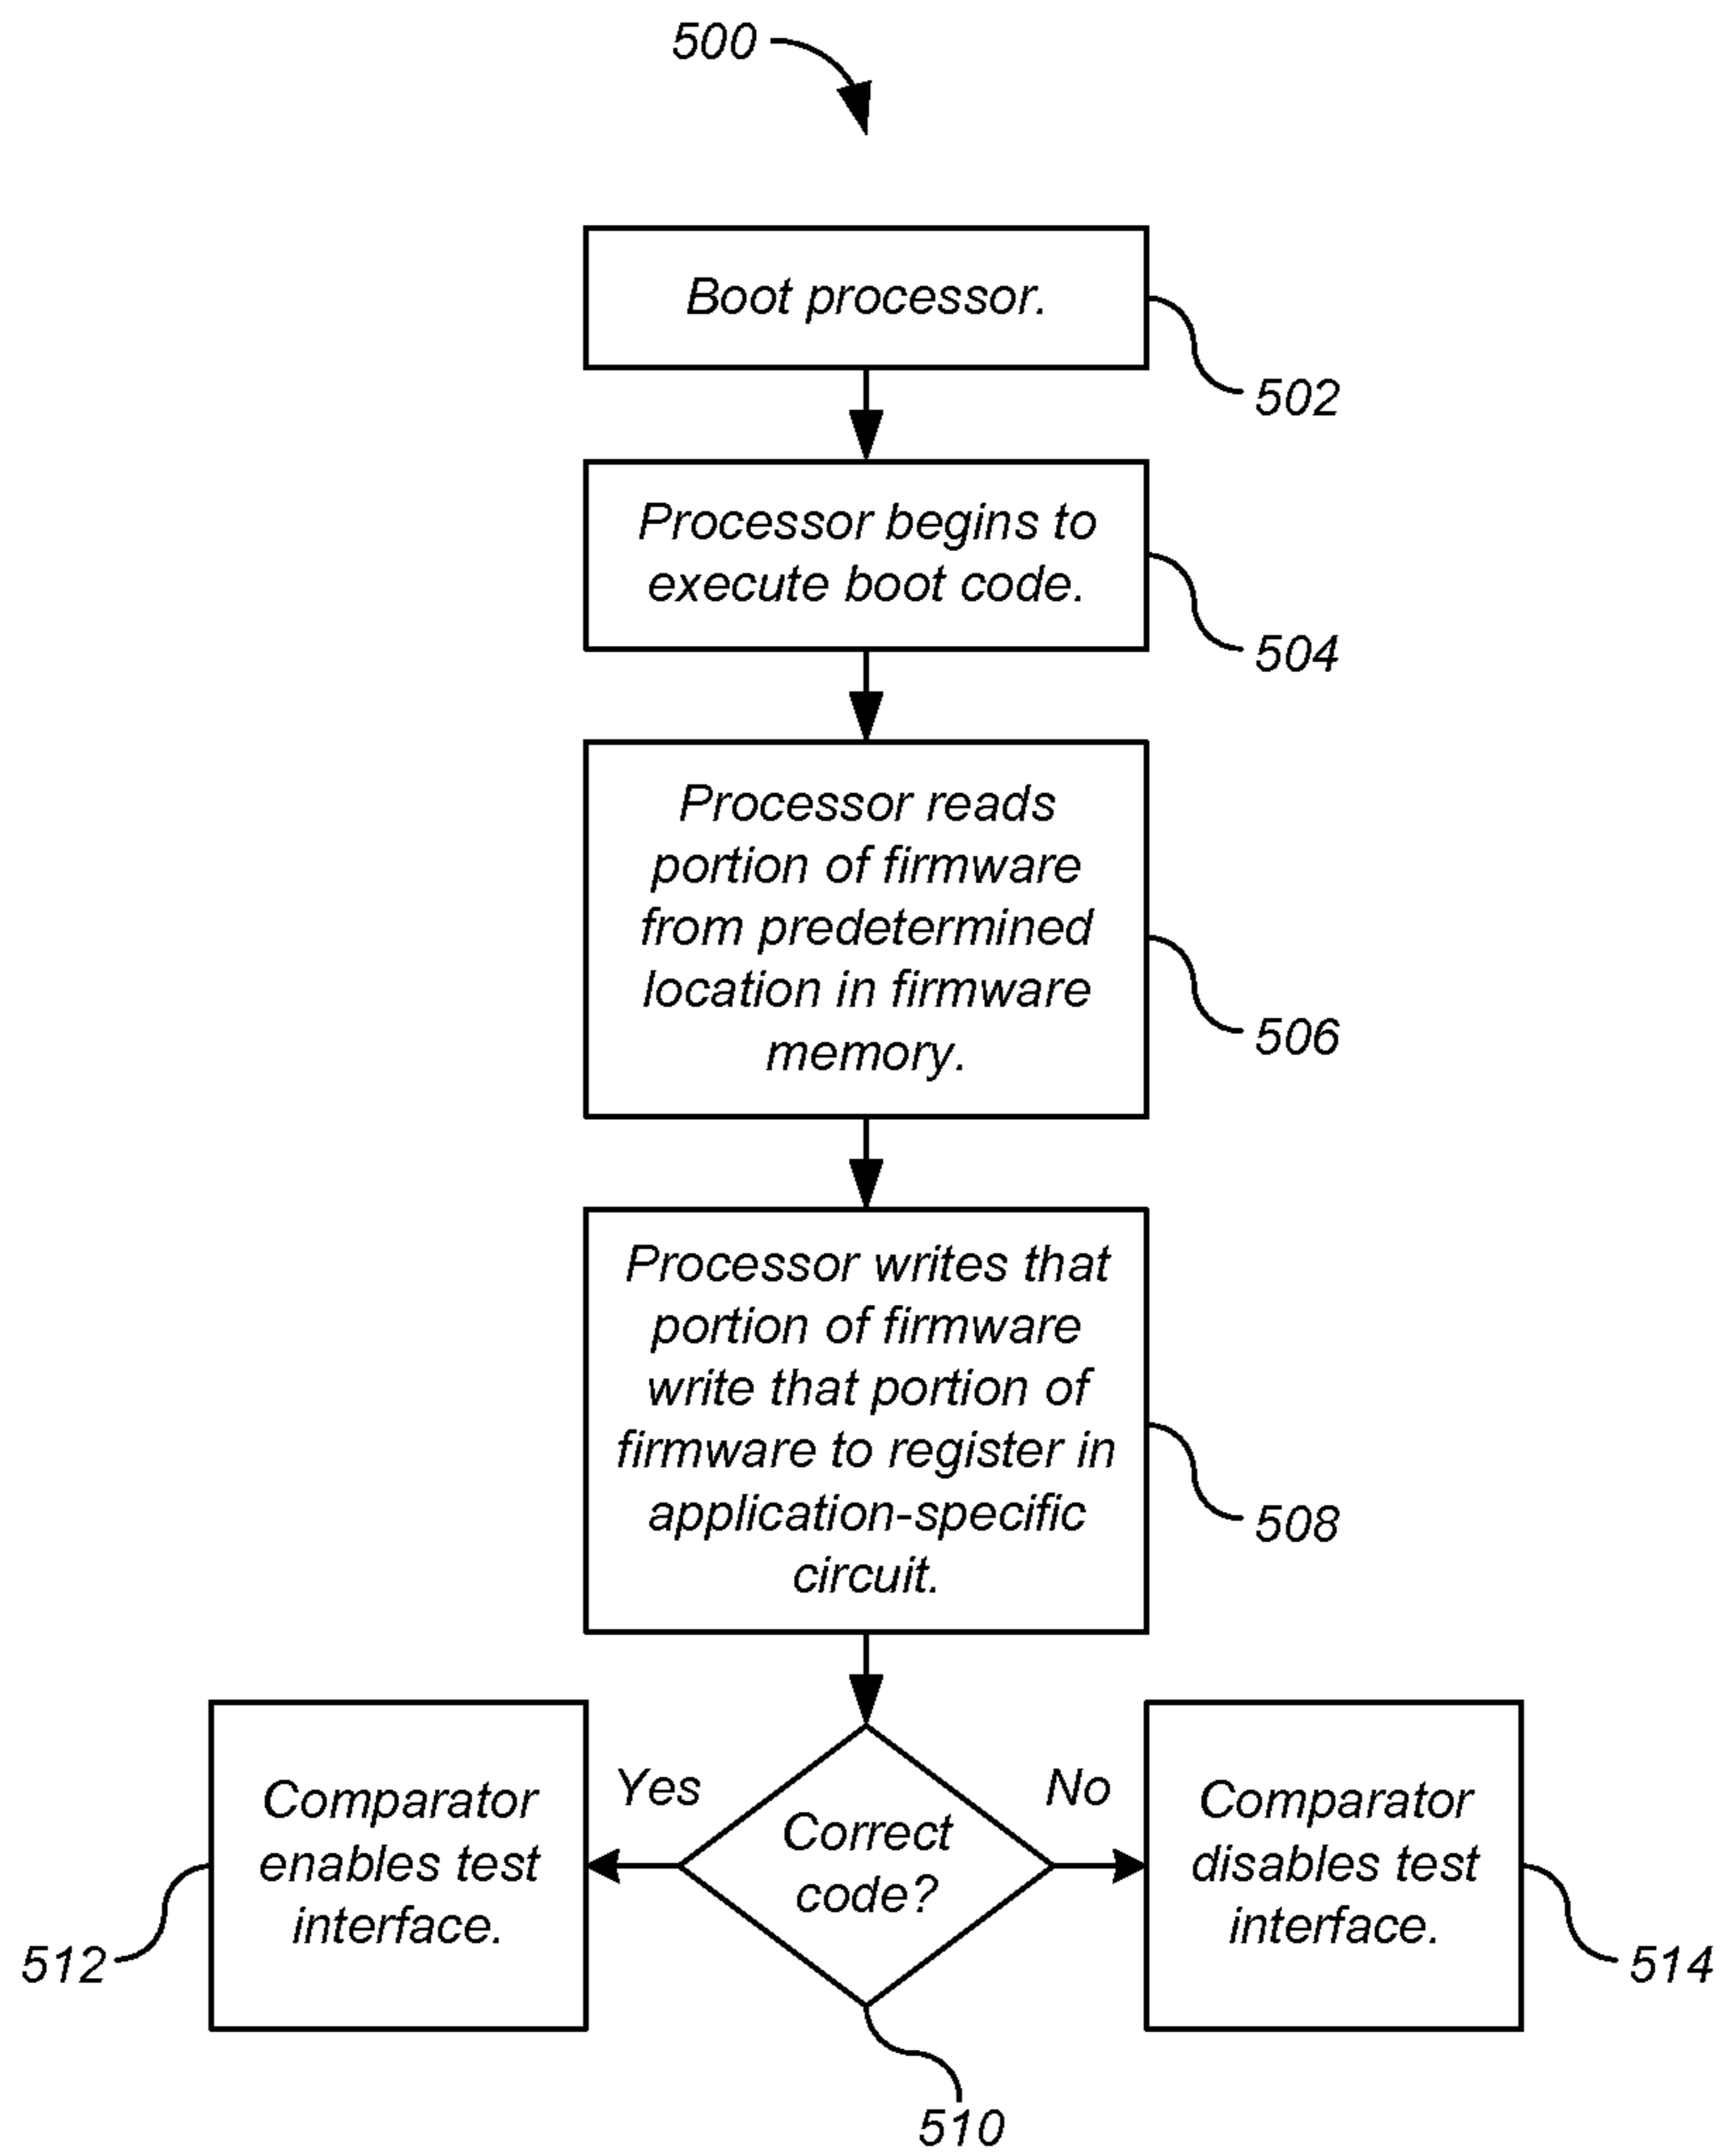 500
Boot processor.
502
Processor begins to
execute boot code.
504
Processor reads
portion of firmware
from predetermined
location in firmware
memory.
506
Processor writes that
portion of firmware
write that portion of
firmware to register in
application-specific
circuit.
508
Yes
No
Comparator
enables test
interface.
512
Correct
code?
510
Comparator
disables test
interface.
514